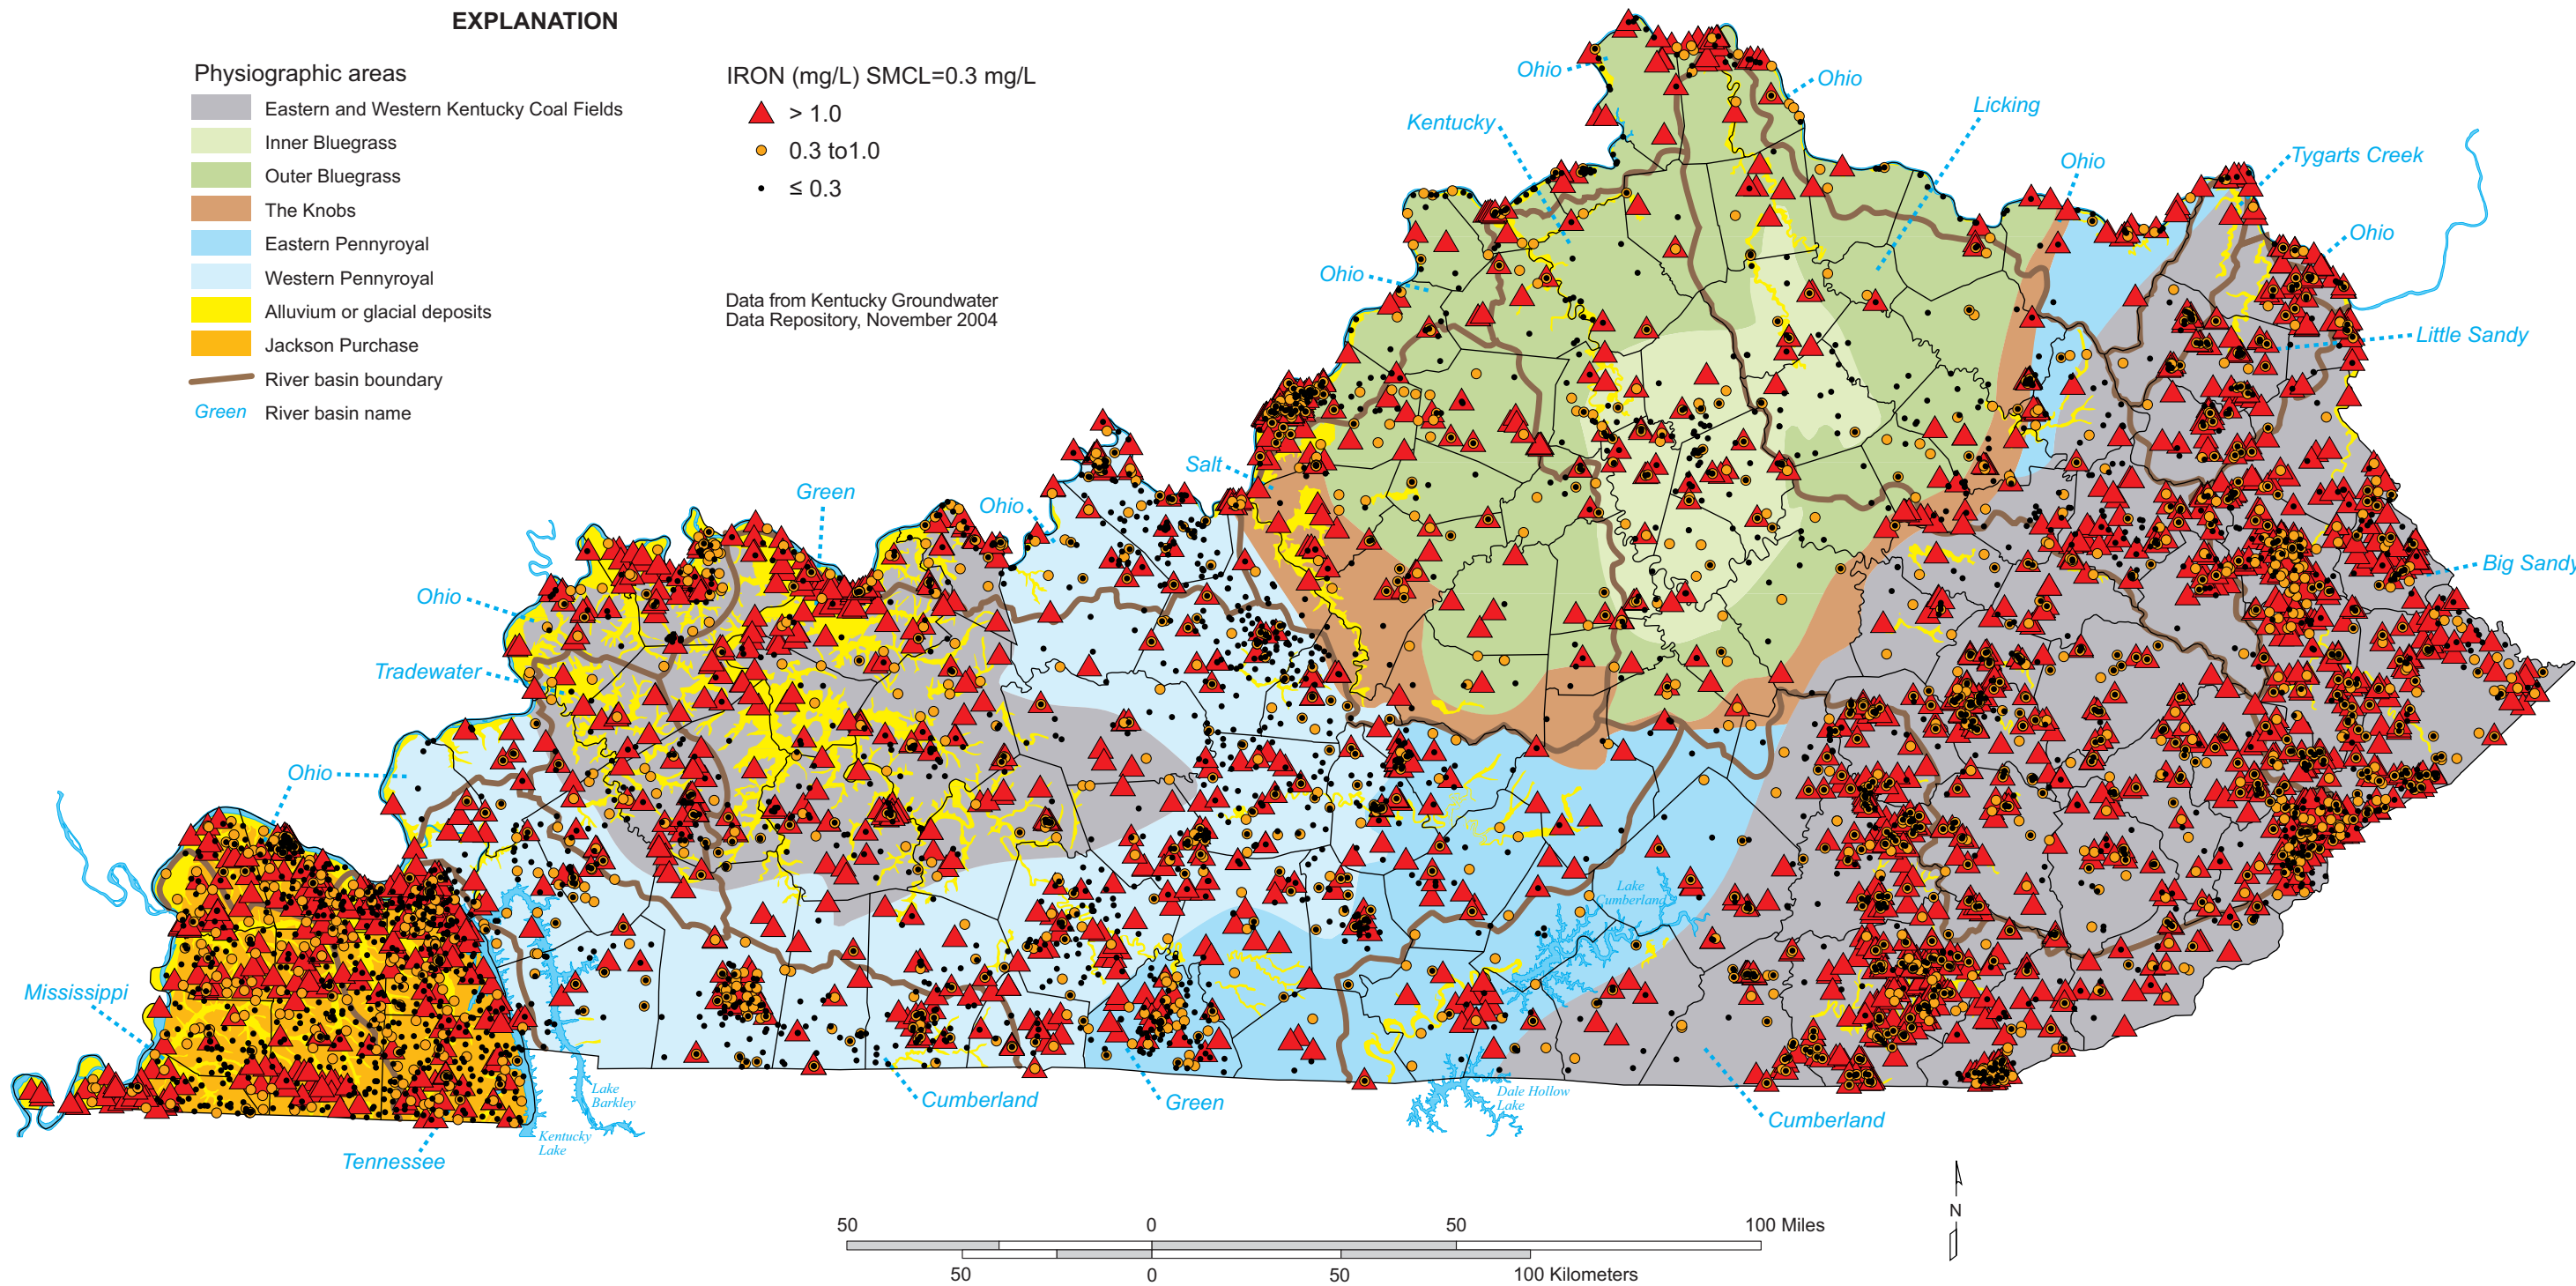 EXPLANATION
Physiographic areas
Eastern and Western Kentucky Coal Fields
Inner Bluegrass
Outer Bluegrass
The Knobs
Eastern Pennyroyal
Western Pennyroyal
Alluvium or glacial deposits
Jackson Purchase
River basin boundary
Green River basin name
IRON (mg/L) SMCL=0.3 mg/L
> 1.0
0.3 to1.0
≤ 0.3
Data from Kentucky Groundwater
Data Repository, November 2004
Ohio
Ohio
Kentucky
Licking
Ohio
Tygarts Creek
Ohio
Ohio
Little Sandy
Salt
Green
Ohio
Big Sandy
Ohio
Tradewater
Ohio
Lake
Cumberland
Mississippi
Lake
Barkley
Kentucky
Lake
Tennessee
Cumberland
Green
Dale Hollow
Lake
Cumberland
N
50 0 50 100 Miles
50 0 50 100 Kilometers